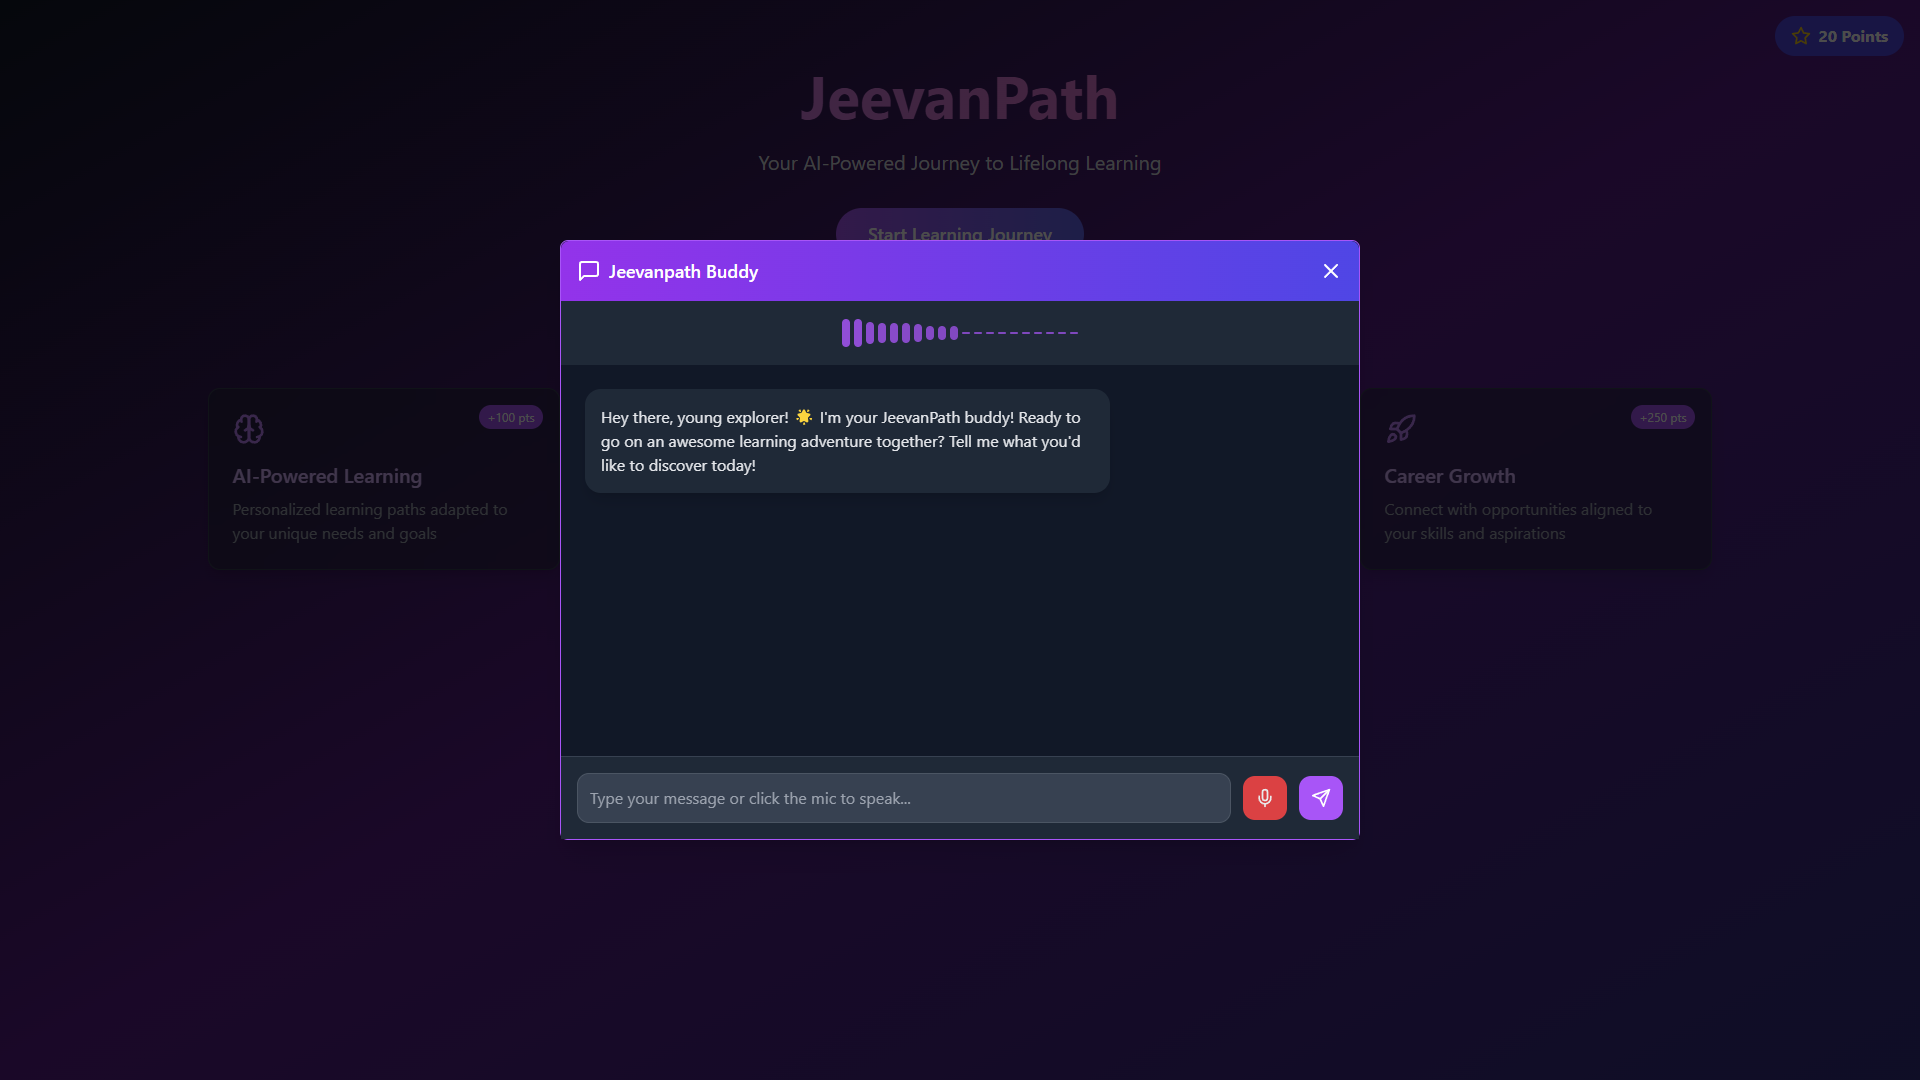 20 Points
JeevanPath
Your AI-Powered Journey to Lifelong Learning
Start Learning Journey
Jeevanpath Buddy
Hey there, young explorer! 🌟 I'm your JeevanPath buddy! Ready to
go on an awesome learning adventure together? Tell me what you'd
like to discover today!
+100 pts
AI-Powered Learning
Personalized learning paths adapted to
your unique needs and goals
+250 pts
Career Growth
Connect with opportunities aligned to
your skills and aspirations
Type your message or click the mic to speak...